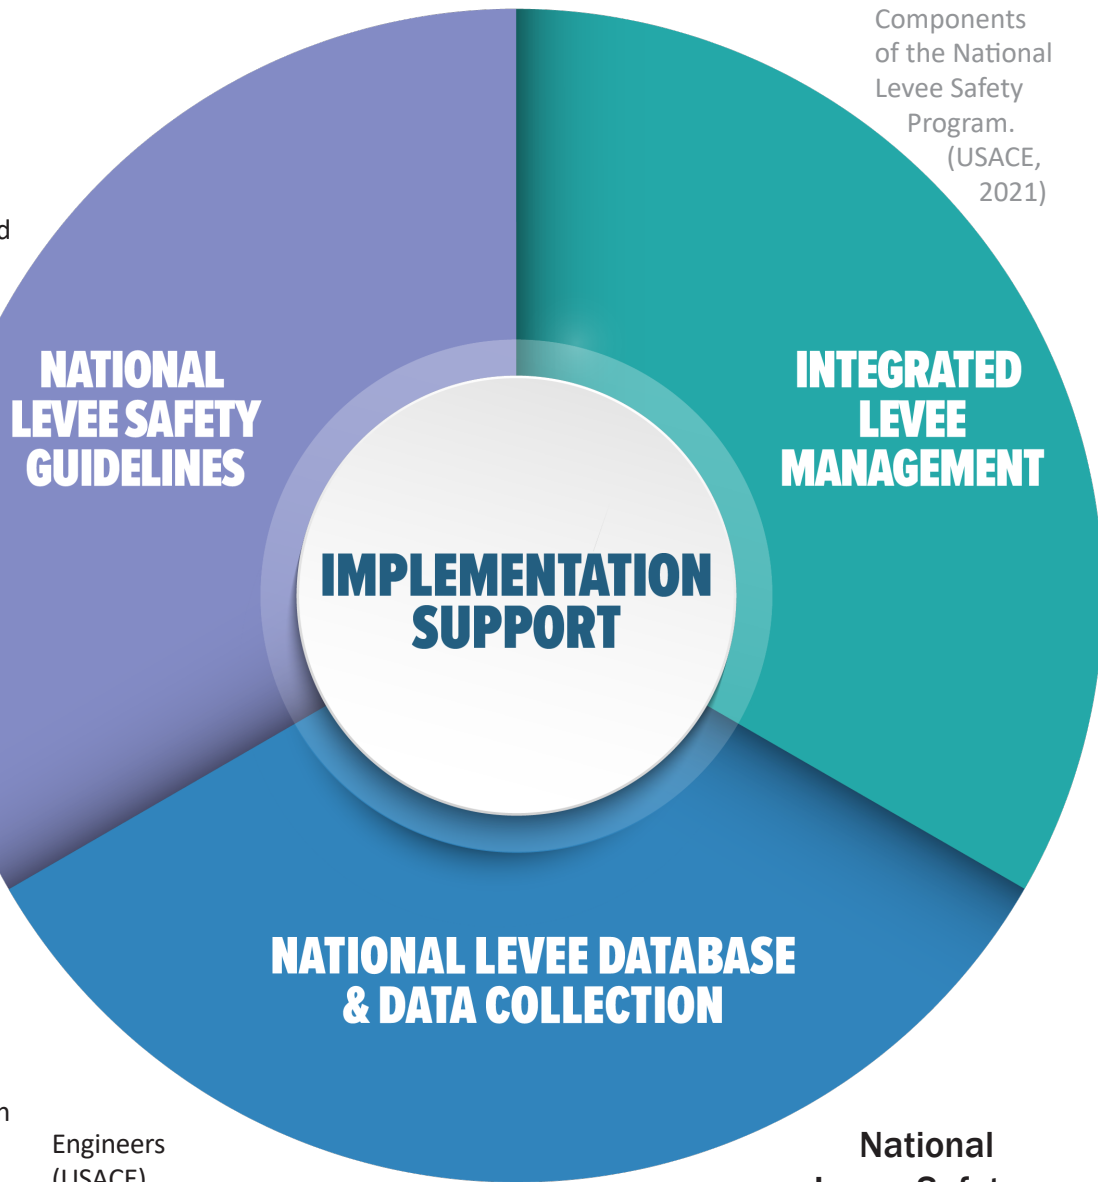 Components
of the National
Levee Safety
Program.
(USACE,
2021)
NATIONAL
LEVEE SAFETY
GUIDELINES
INTEGRATED
LEVEE
MANAGEMENT
IMPLEMENTATION
SUPPORT
NATIONAL LEVEE DATABASE
& DATA COLLECTION
Engineers
(USACE)
National